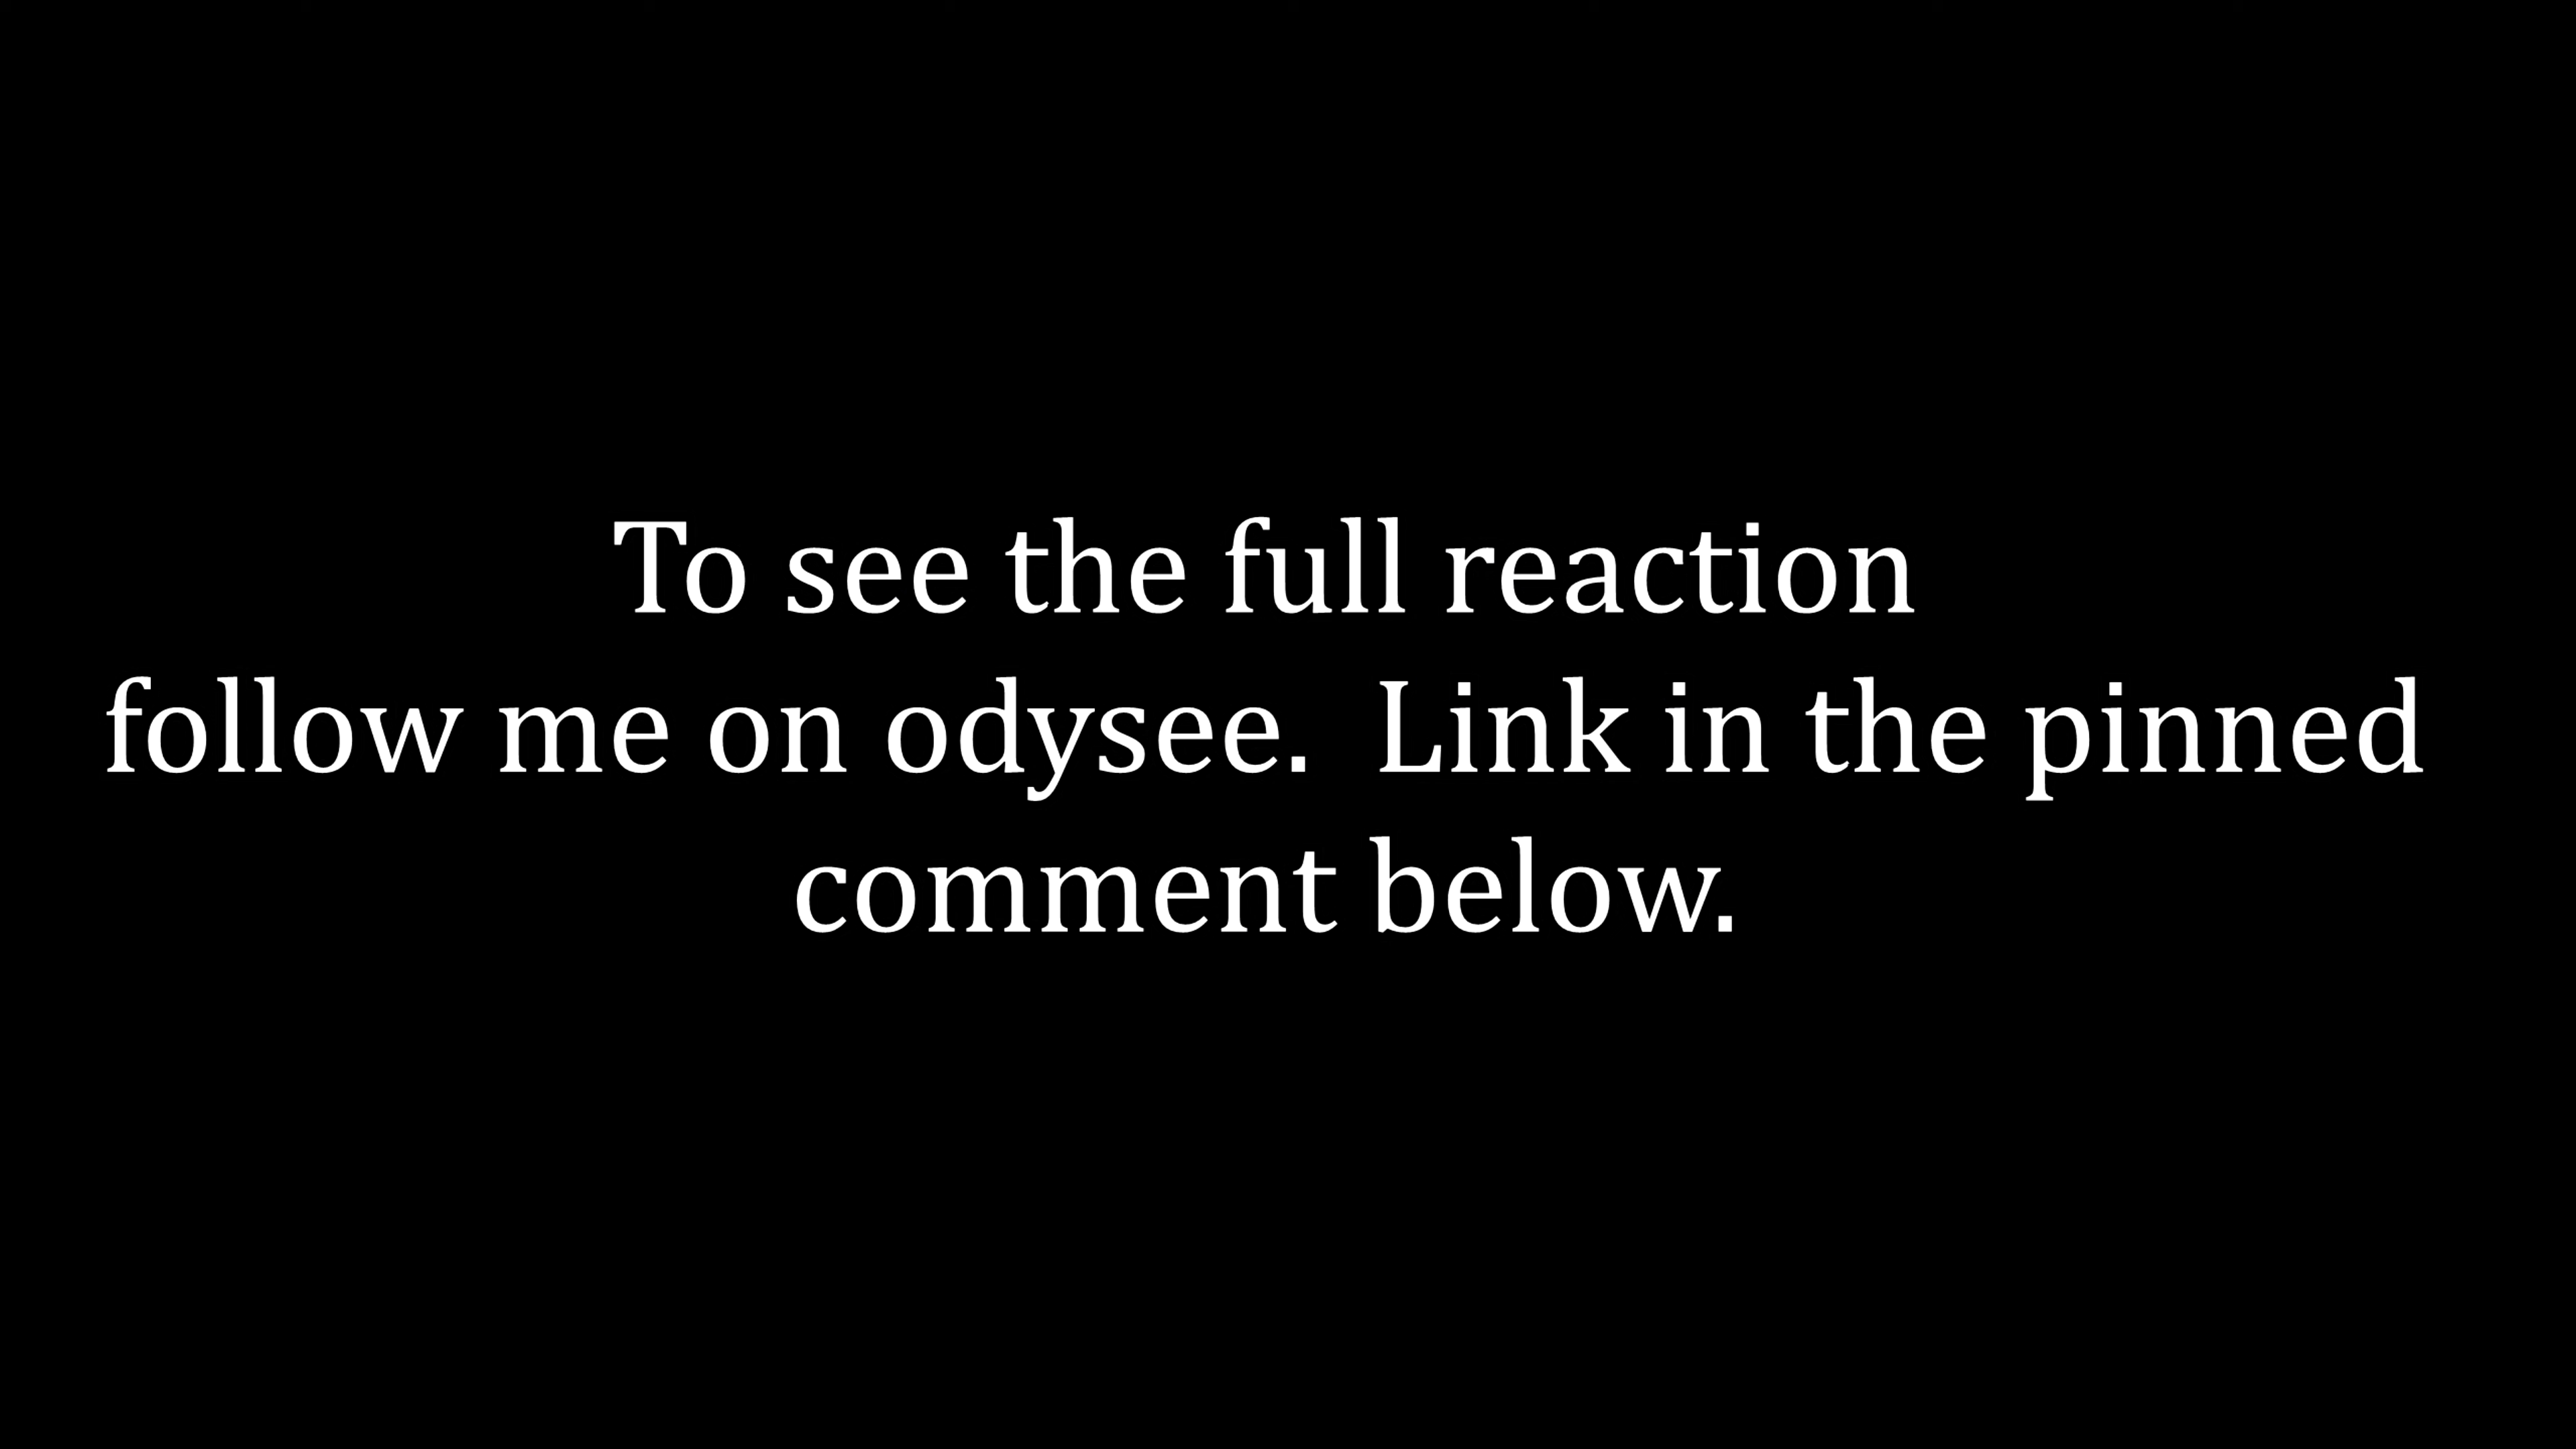 To see the full reaction
follow me on odysee.  Link in the pinned
comment below.